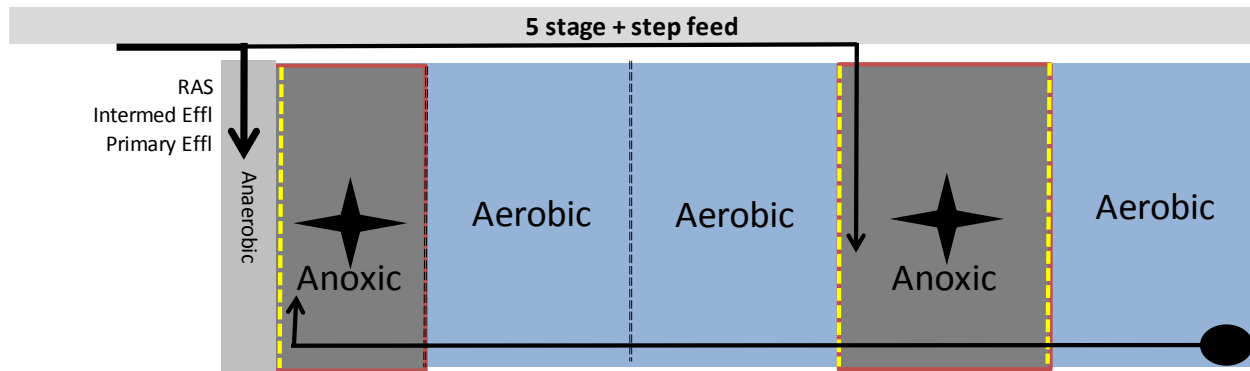 5 stage + step feed
RAS
Intermed Effl
Primary Effl
Anaerobic
Anoxic
Aerobic
Aerobic
Anoxic
Aerobic